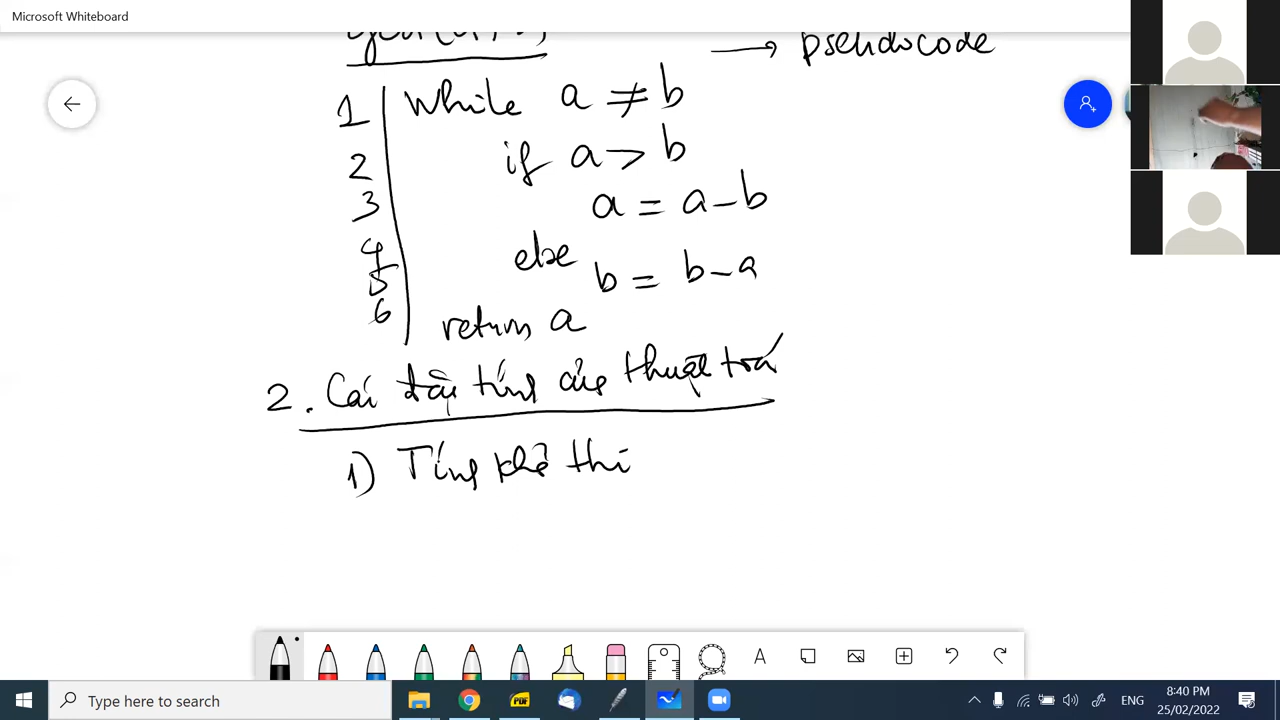 Microsoft Whiteboard
→ pseudocode
1 While a ≠ b
2 if a > b
3 a = a - b
4 else
5 b = b - a
6 return a
2. Các đặc tính của thuật toán
1) Tính khả thi
A
Type here to search
PDF
ENG
8:40 PM
25/02/2022